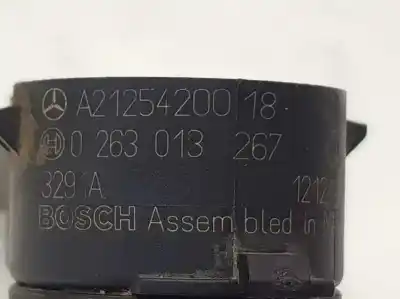 A21254200 18
0 263 013 267
329 A 1212
BOSCH Assembled in